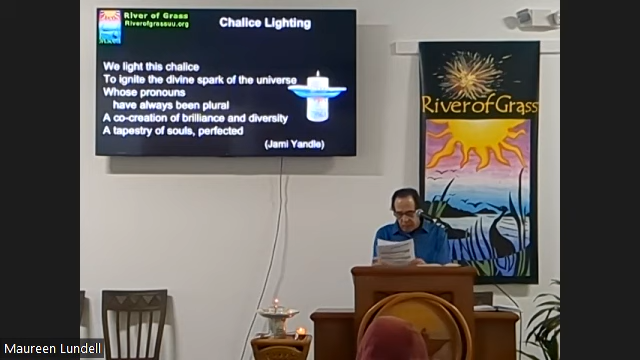 River of Grass
Riverofgrassuu.org
Chalice Lighting
We light this chalice
To ignite the divine spark of the universe
Whose pronouns
have always been plural
A co-creation of brilliance and diversity
A tapestry of souls, perfected
(Jami Yandle)
River of Grass
Maureen Lundell